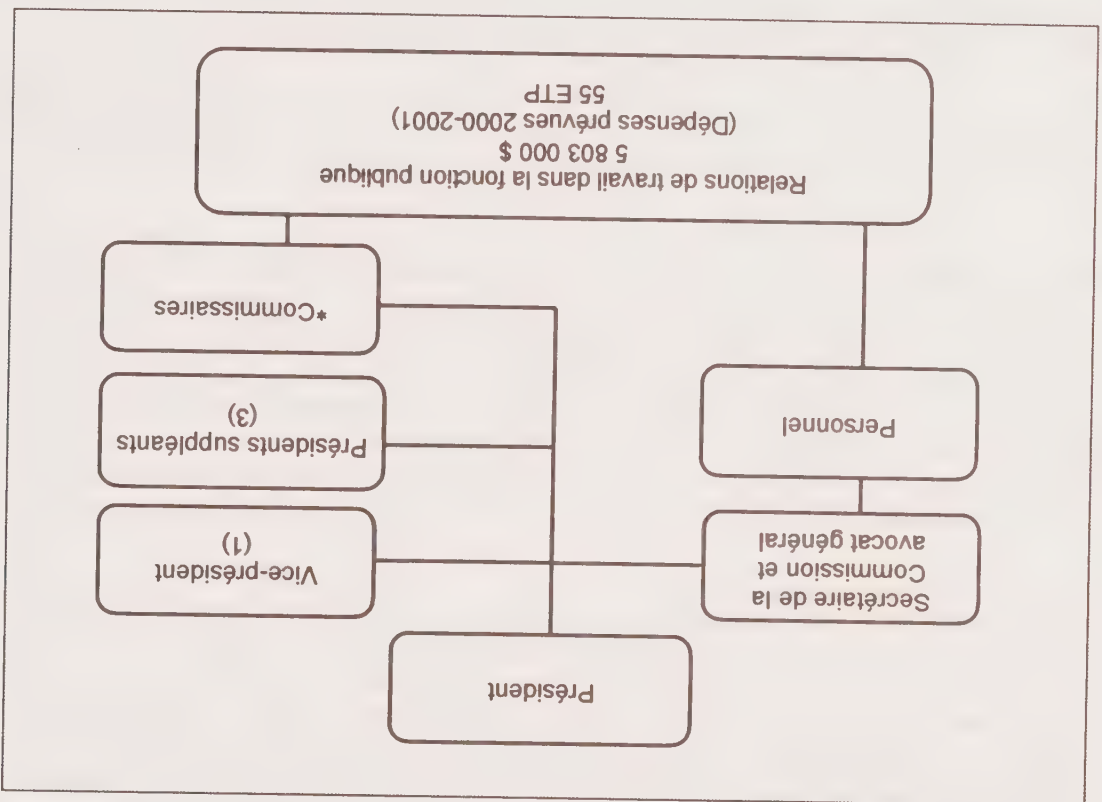 Président
Secrétaire de la
Commission et
avocat général
Vice-président
(1)
Personnel
Présidents suppléants
(3)
*Commissaires
Relations de travail dans la fonction publique
5 803 000 $
(Dépenses prévues 2000-2001)
55 ETP